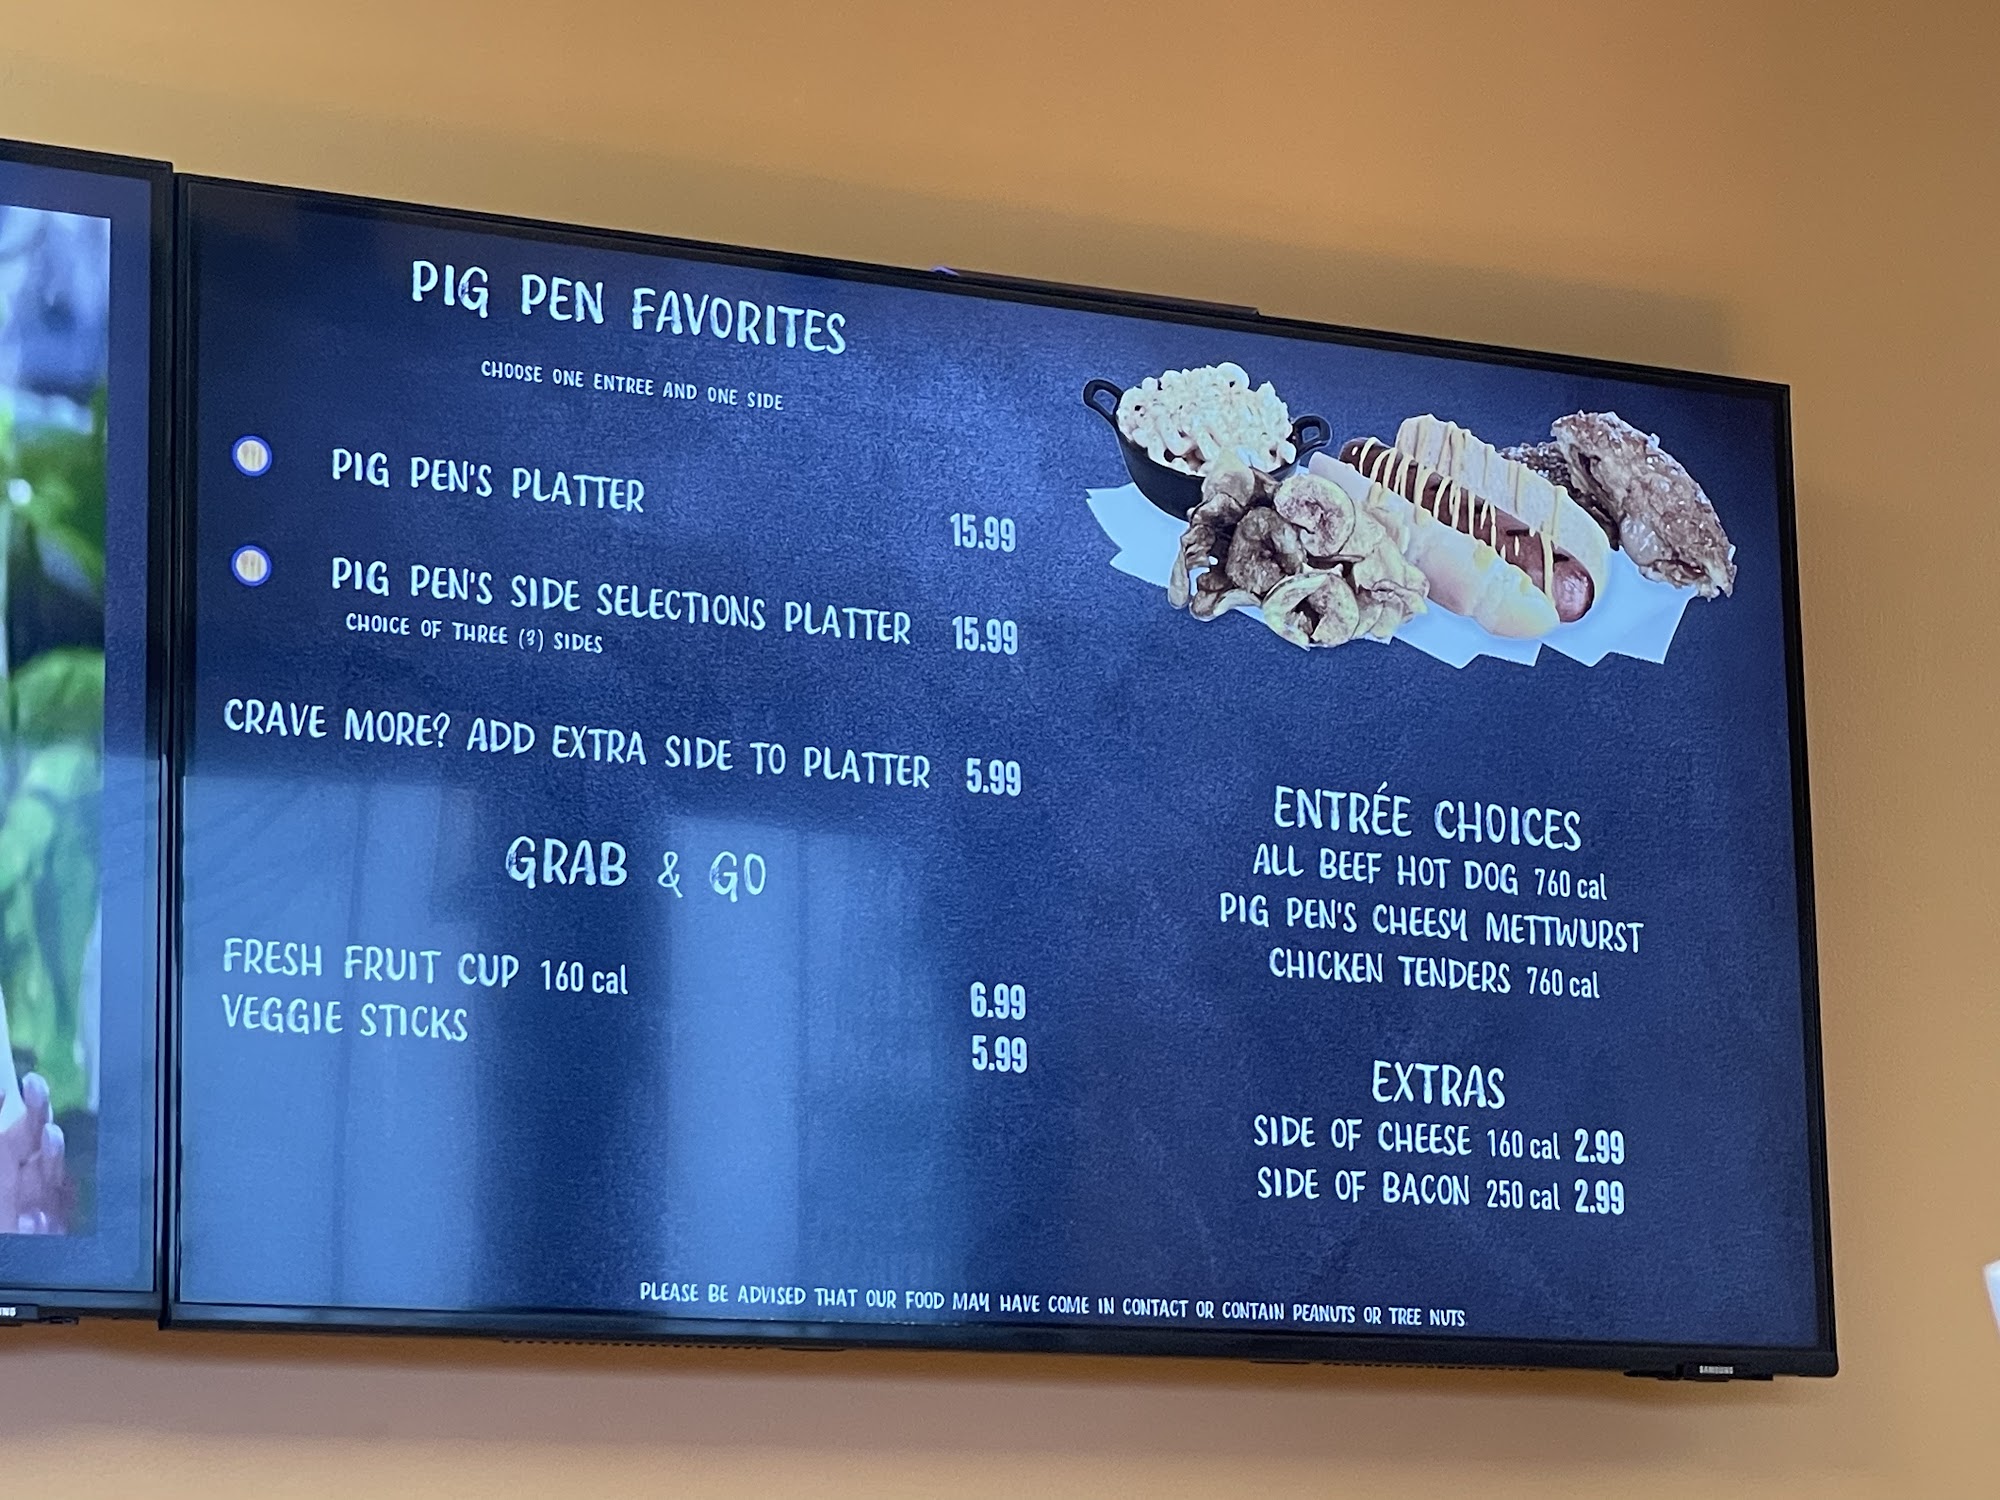 PIG PEN FAVORITES
CHOOSE ONE ENTREE AND ONE SIDE
PIG PEN'S PLATTER 15.99
PIG PEN'S SIDE SELECTIONS PLATTER 15.99
CHOICE OF THREE (3) SIDES
CRAVE MORE? ADD EXTRA SIDE TO PLATTER 5.99
GRAB & GO
FRESH FRUIT CUP 160 cal 6.99
VEGGIE STICKS 5.99
ENTRÉE CHOICES
ALL BEEF HOT DOG 760 cal
PIG PEN'S CHEESY METTWURST
CHICKEN TENDERS 760 cal
EXTRAS
SIDE OF CHEESE 160 cal 2.99
SIDE OF BACON 250 cal 2.99
PLEASE BE ADVISED THAT OUR FOOD MAY HAVE COME IN CONTACT OR CONTAIN PEANUTS OR TREE NUTS
SAMSUNG